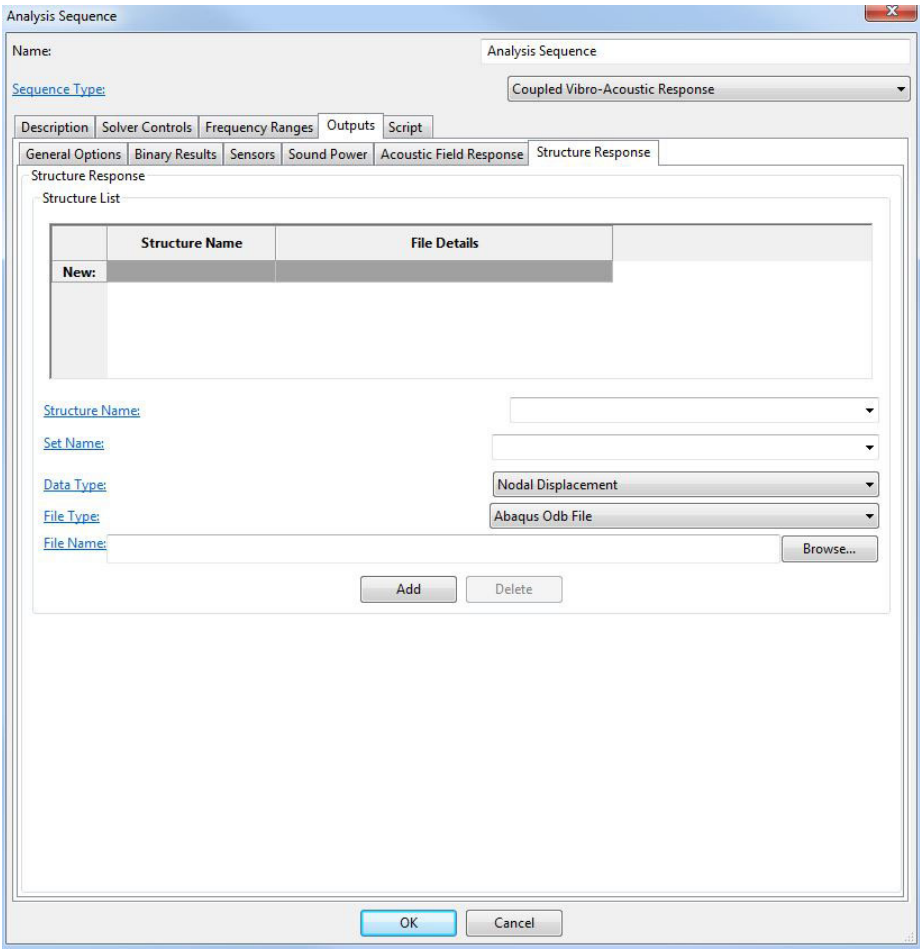 Analysis Sequence
Name: Analysis Sequence
Sequence Type: Coupled Vibro-Acoustic Response
Description Solver Controls Frequency Ranges Outputs Script
General Options Binary Results Sensors Sound Power Acoustic Field Response Structure Response
Structure Response
Structure List
Structure Name File Details
New:
Structure Name:
Set Name:
Data Type: Nodal Displacement
File Type: Abaqus Odb File
File Name: Browse...
Add Delete
OK Cancel